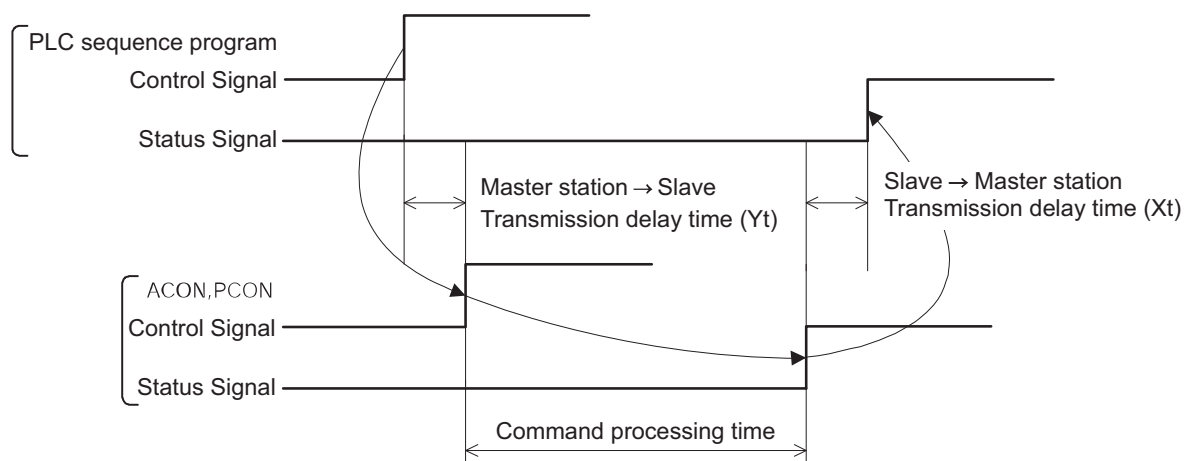 PLC sequence program
Control Signal
Status Signal
Master station → Slave
Transmission delay time (Yt)
Slave → Master station
Transmission delay time (Xt)
ACON,PCON
Control Signal
Status Signal
Command processing time